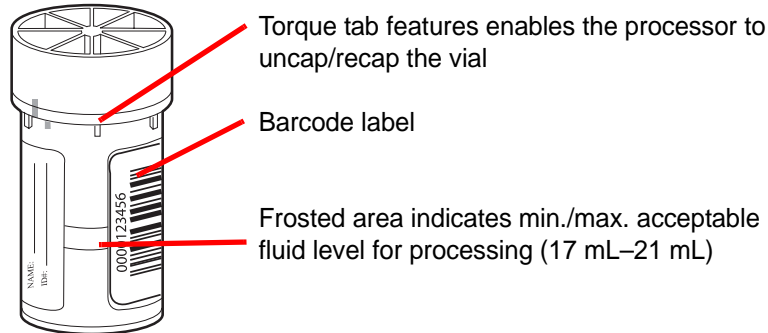 Torque tab features enables the processor to
uncap/recap the vial
Barcode label
Frosted area indicates min./max. acceptable
fluid level for processing (17 mL–21 mL)
NAME:
ID#:
0000123456